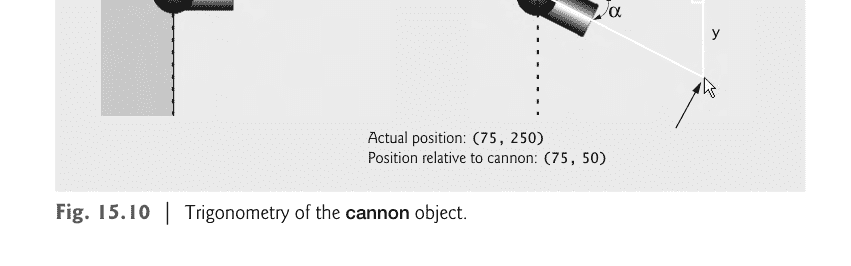 α
y
Actual position: (75, 250)
Position relative to cannon: (75, 50)
Fig. 15.10 | Trigonometry of the cannon object.